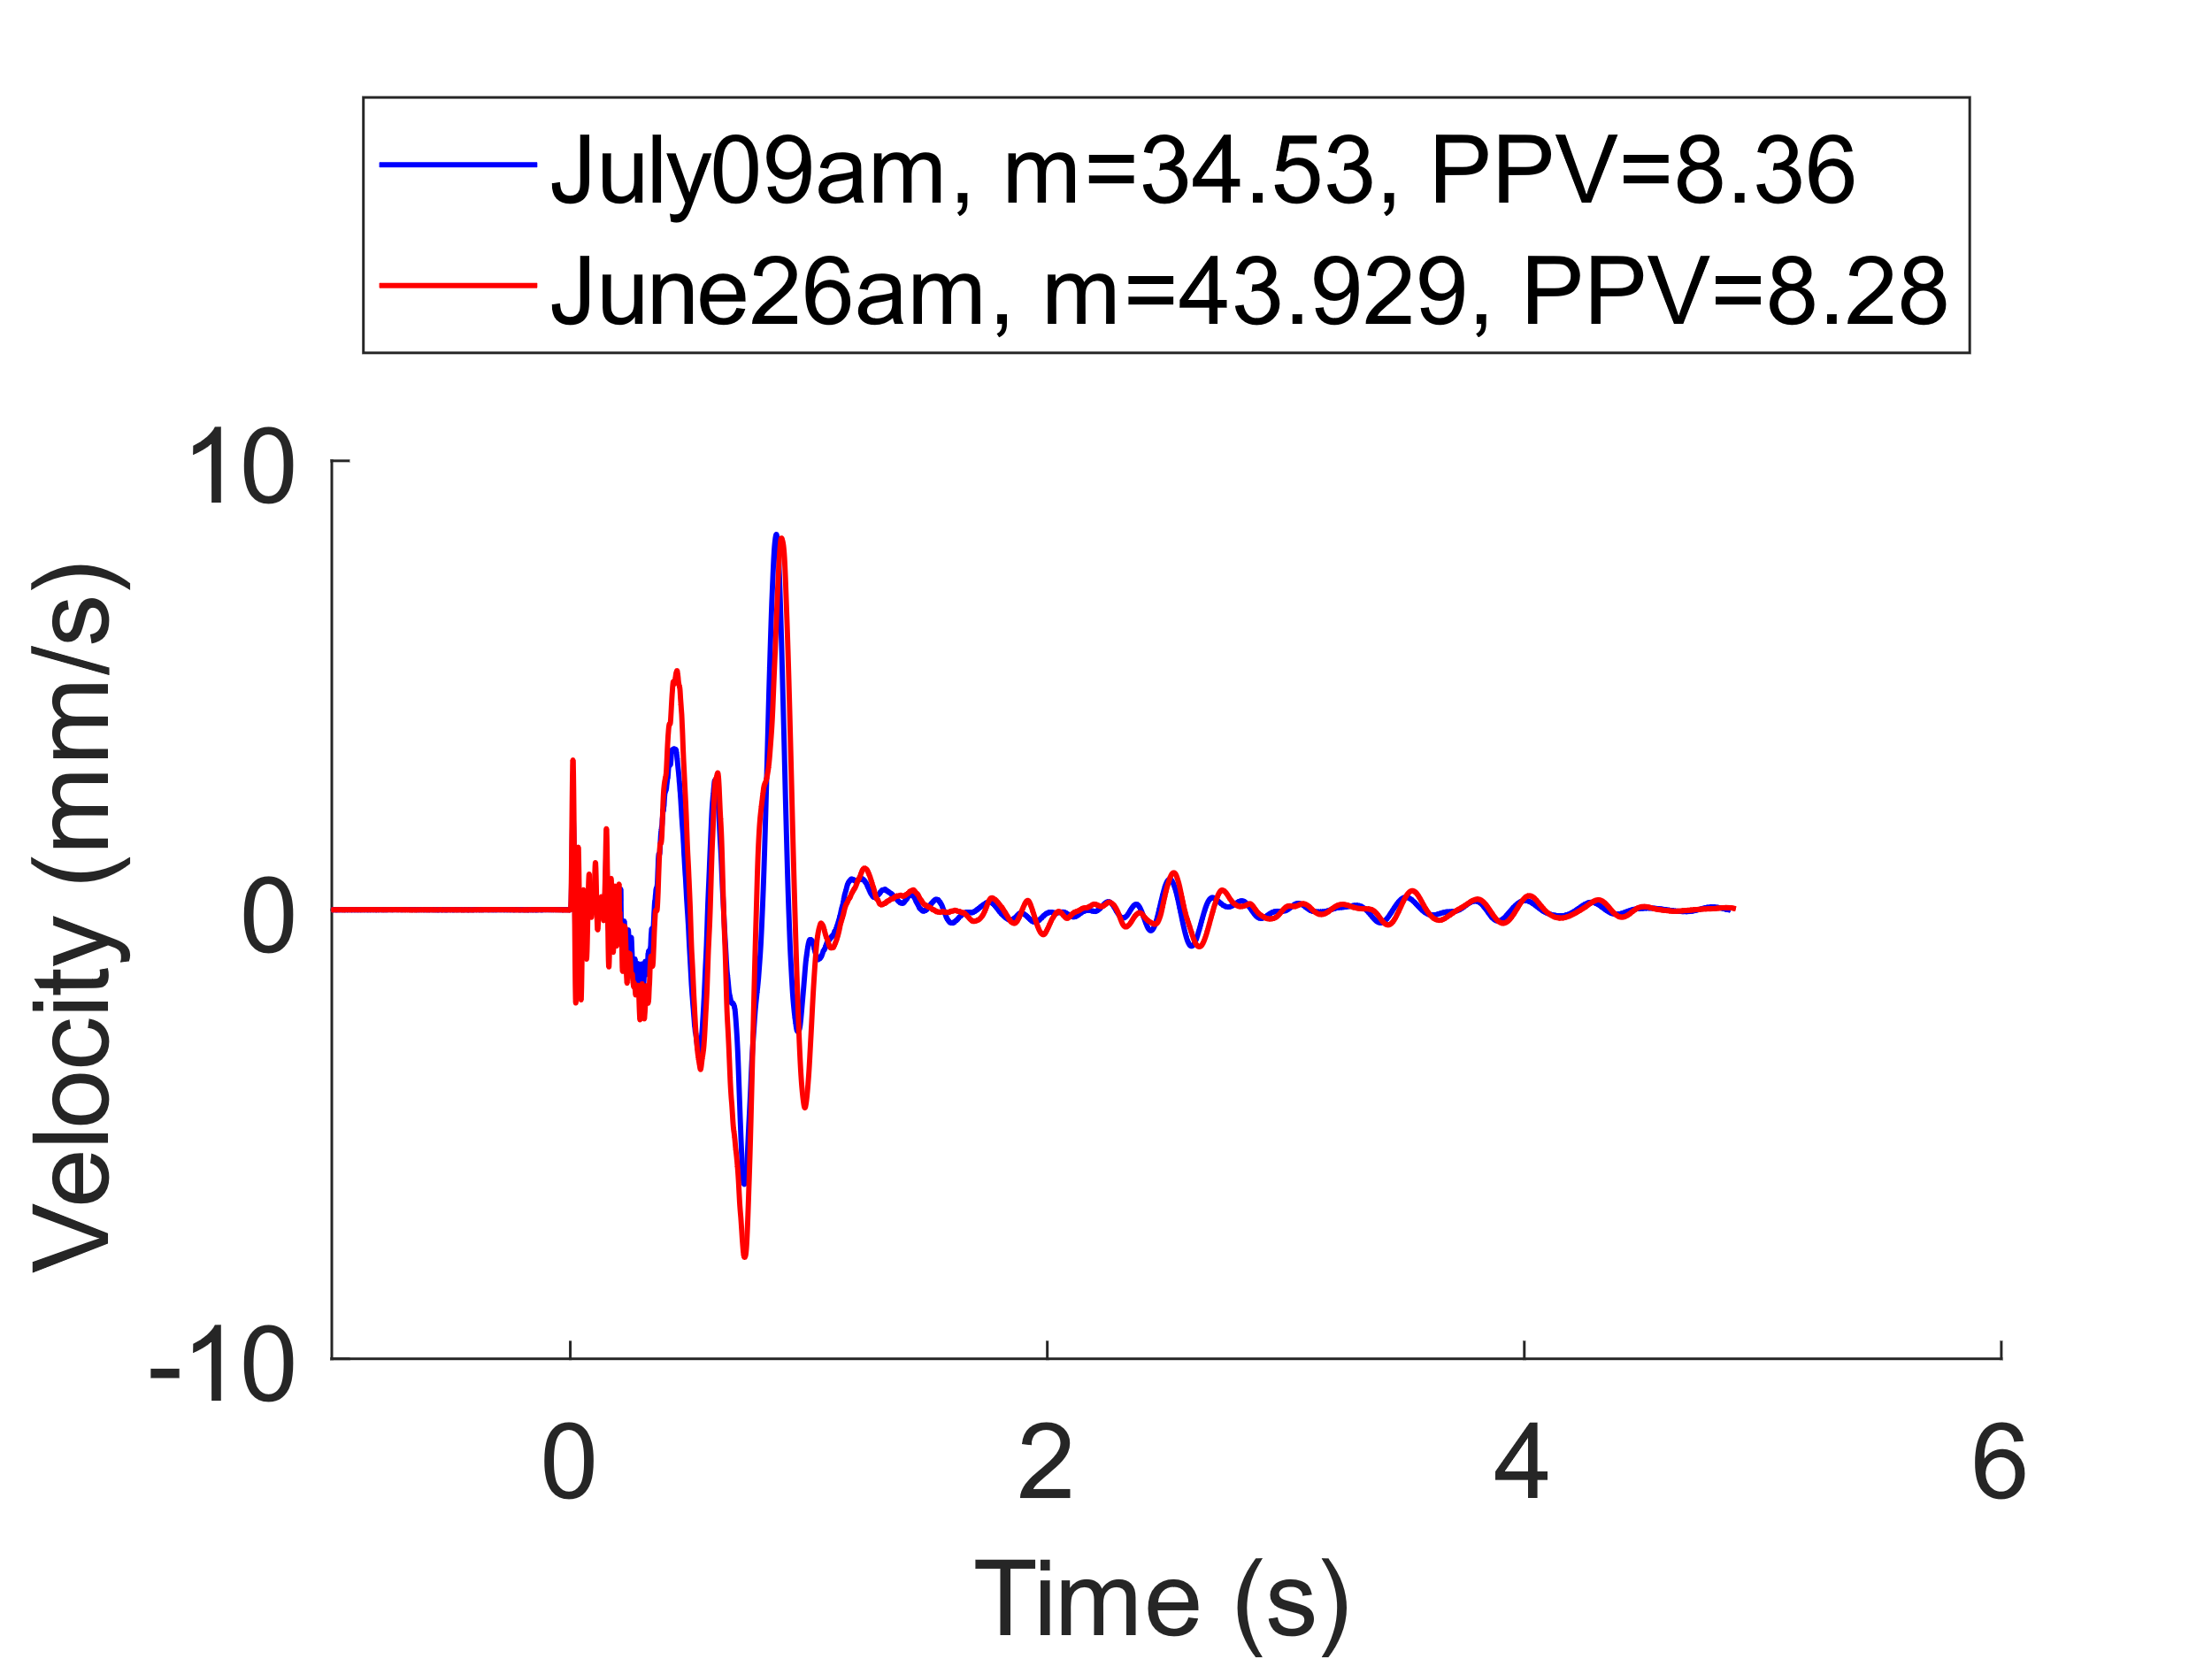 July09am, m=34.53, PPV=8.36
June26am, m=43.929, PPV=8.28
10
0
-10
Velocity (mm/s)
0
2
4
6
Time (s)